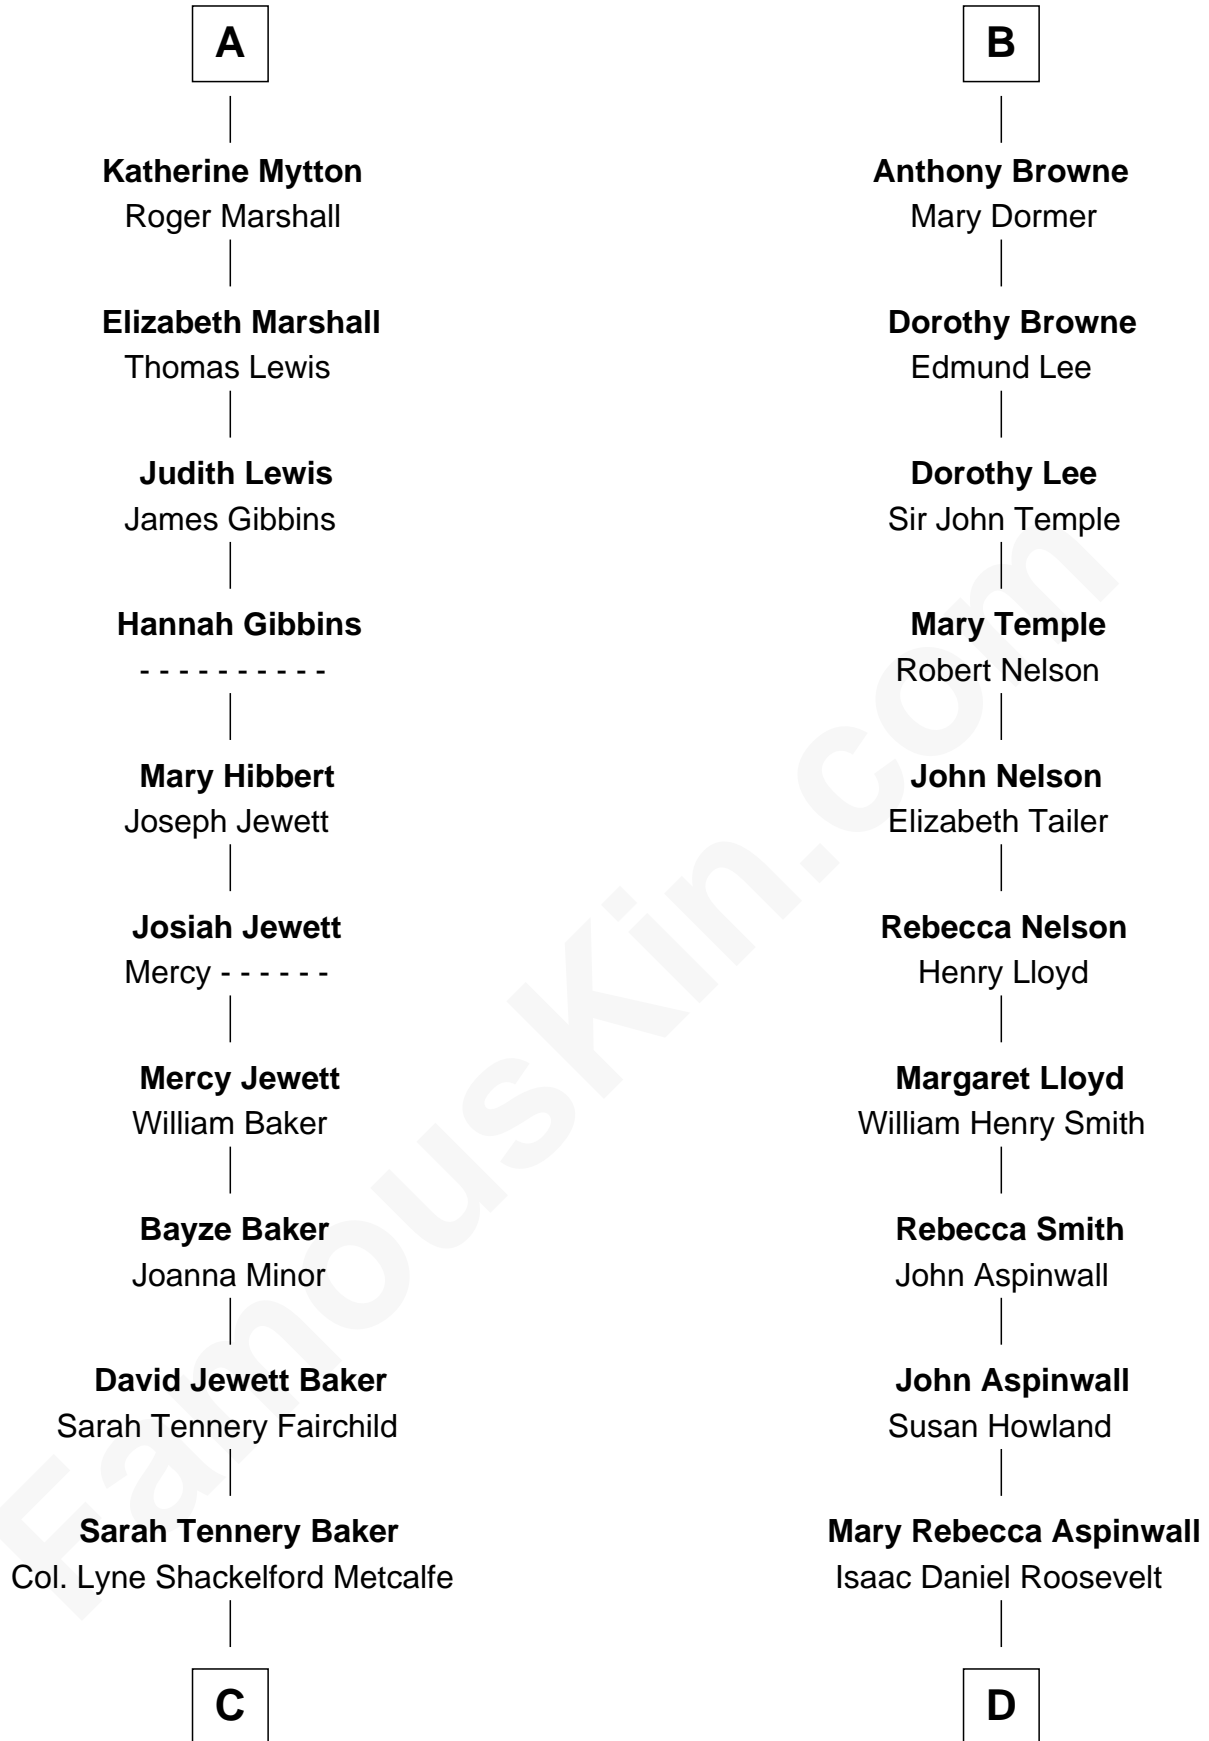 A
Katherine Mytton
Roger Marshall
Elizabeth Marshall
Thomas Lewis
Judith Lewis
James Gibbins
Hannah Gibbins
- - - - - - - - - -
Mary Hibbert
Joseph Jewett
Josiah Jewett
Mercy - - - - - -
Mercy Jewett
William Baker
Bayze Baker
Joanna Minor
David Jewett Baker
Sarah Tennery Fairchild
Sarah Tennery Baker
Col. Lyne Shackelford Metcalfe
C
B
Anthony Browne
Mary Dormer
Dorothy Browne
Edmund Lee
Dorothy Lee
Sir John Temple
Mary Temple
Robert Nelson
John Nelson
Elizabeth Tailer
Rebecca Nelson
Henry Lloyd
Margaret Lloyd
William Henry Smith
Rebecca Smith
John Aspinwall
John Aspinwall
Susan Howland
Mary Rebecca Aspinwall
Isaac Daniel Roosevelt
D
FamousKin.com